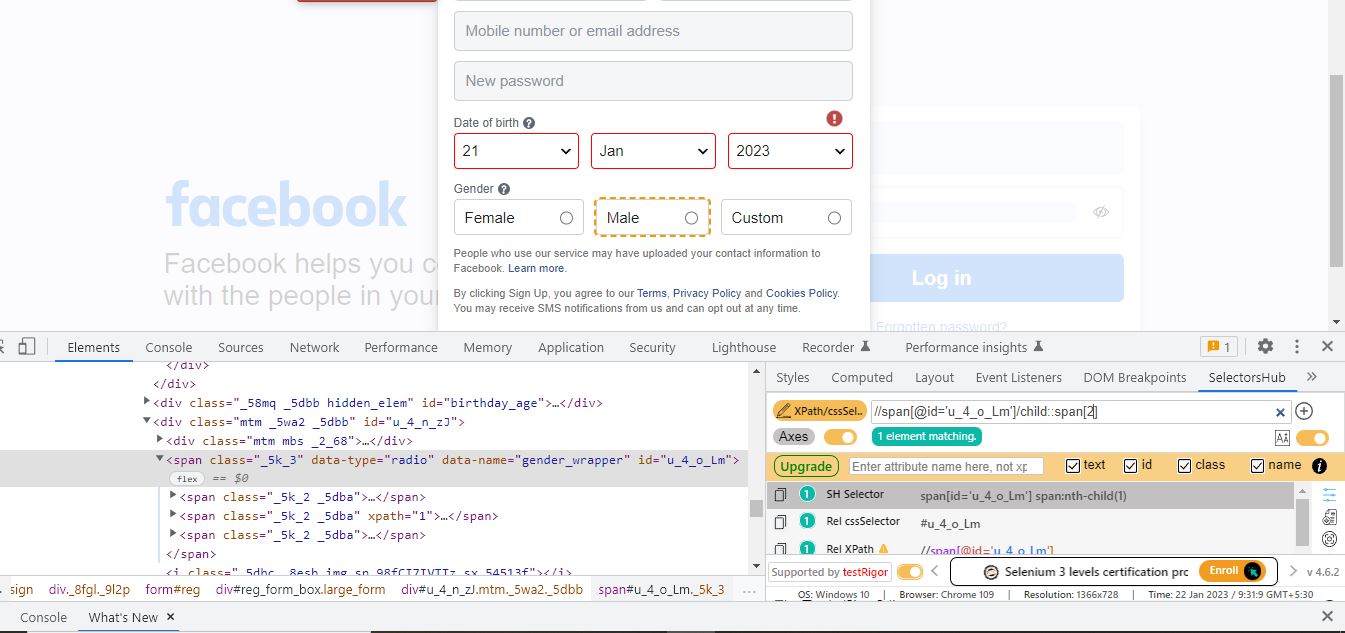 Mobile number or email address
New password
Date of birth ?
!
21 Jan 2023
Gender ?
Female Male Custom
People who use our service may have uploaded your contact information to
Facebook. Learn more.
By clicking Sign Up, you agree to our Terms, Privacy Policy and Cookies Policy.
You may receive SMS notifications from us and can opt out at any time.
facebook
Facebook helps you c
with the people in your
Log in
Forgotten password?
Elements Console Sources Network Performance Memory Application Security Lighthouse Recorder Performance insights 1
</div>
</div>
<div class="_58mq _5dbb hidden_elem" id="birthday_age">…</div>
<div class="mtm _5wa2 _5dbb" id="u_4_n_zJ">
<div class="mtm mbs _2_68">…</div>
<span class="_5k_3" data-type="radio" data-name="gender_wrapper" id="u_4_o_Lm">
flex == $0
<span class="_5k_2 _5dba">…</span>
<span class="_5k_2 _5dba" xpath="1">…</span>
<span class="_5k_2 _5dba">…</span>
</span>
sign div._8fgl._9l2p form#reg div#reg_form_box.large_form div#u_4_n_zJ.mtm._5wa2._5dbb span#u_4_o_Lm._5k_3 ...
Styles Computed Layout Event Listeners DOM Breakpoints SelectorsHub »
XPath/cssSel.. //span[@id='u_4_o_Lm']/child::span[2]
Axes 1 element matching.
Upgrade Enter attribute name here, not xp text id class name i
1 SH Selector span[id='u_4_o_Lm'] span:nth-child(1)
1 Rel cssSelector #u_4_o_Lm
1 Rel XPath //span[@id='u_4_o_Lm']
Supported by testRigor Selenium 3 levels certification prc Enroll v 4.6.2
OS: Windows 10 | Browser: Chrome 109 | Resolution: 1366x728 | Time: 22 Jan 2023 / 9:31:9 GMT+5:30
Console What's New